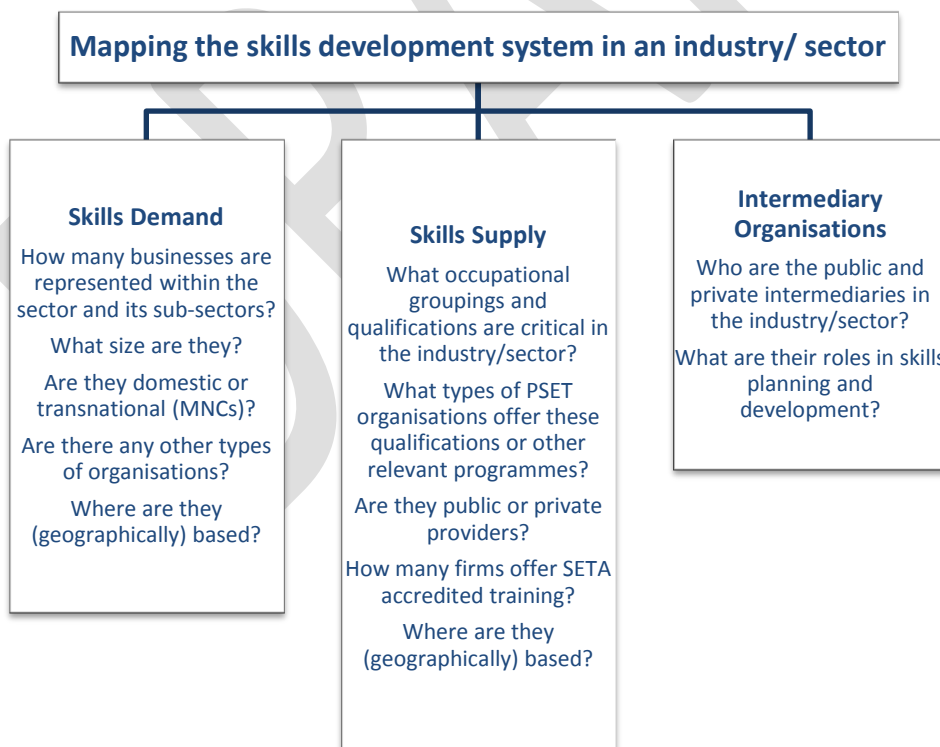 Mapping the skills development system in an industry/ sector
Skills Demand
How many businesses are
represented within the
sector and its sub-sectors?
What size are they?
Are they domestic or
transnational (MNCs)?
Are there any other types
of organisations?
Where are they
(geographically) based?
Skills Supply
What occupational
groupings and
qualifications are critical in
the industry/sector?
What types of PSET
organisations offer these
qualifications or other
relevant programmes?
Are they public or private
providers?
How many firms offer SETA
accredited training?
Where are they
(geographically) based?
Intermediary
Organisations
Who are the public and
private intermediaries in
the industry/sector?
What are their roles in skills
planning and
development?